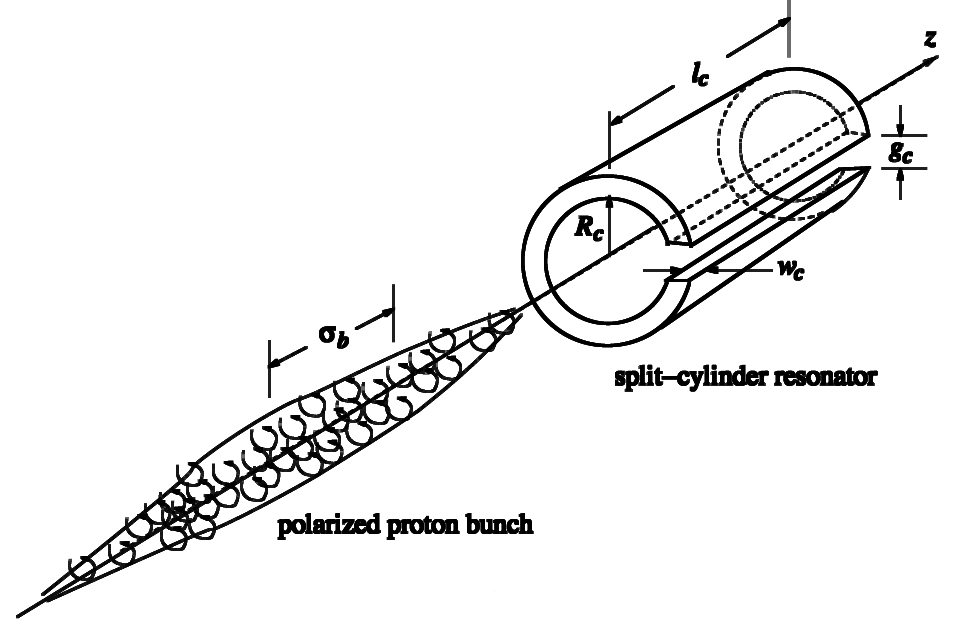 z
l_c
g_c
R_c
w_c
σ_b
split–cylinder resonator
polarized proton bunch